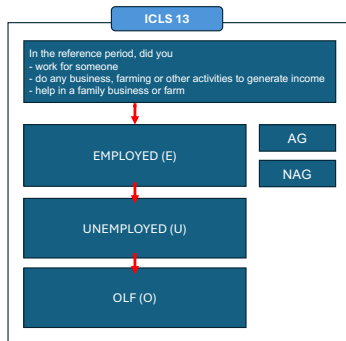 ICLS 13
In the reference period, did you
- work for someone
- do any business, farming or other activities to generate income
- help in a family business or farm
EMPLOYED (E)
AG
NAG
UNEMPLOYED (U)
OLF (O)